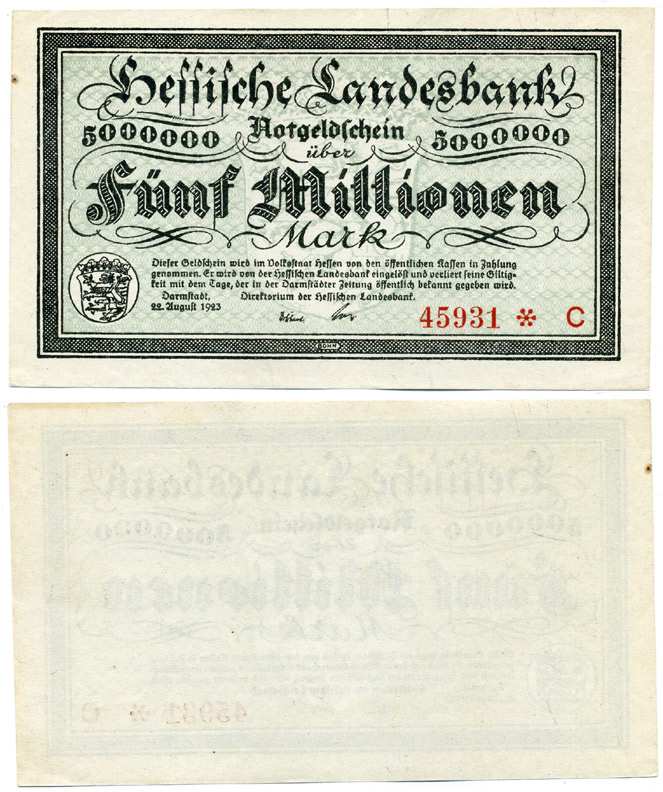 Hessische Landesbank
5000000 Notgeldschein 5000000
über
Fünf Millionen
Mark
Dieser Geldschein wird im Volksstaat Hessen von den öffentlichen Kassen in Zahlung
genommen. Er wird von der Hessischen Landesbank eingelöst und verliert seine Giltig-
keit mit dem Tage, der in der Darmstädter Zeitung öffentlich bekannt gegeben wird.
Darmstadt, Direktorium der Hessischen Landesbank.
22. August 1923
45931 * C